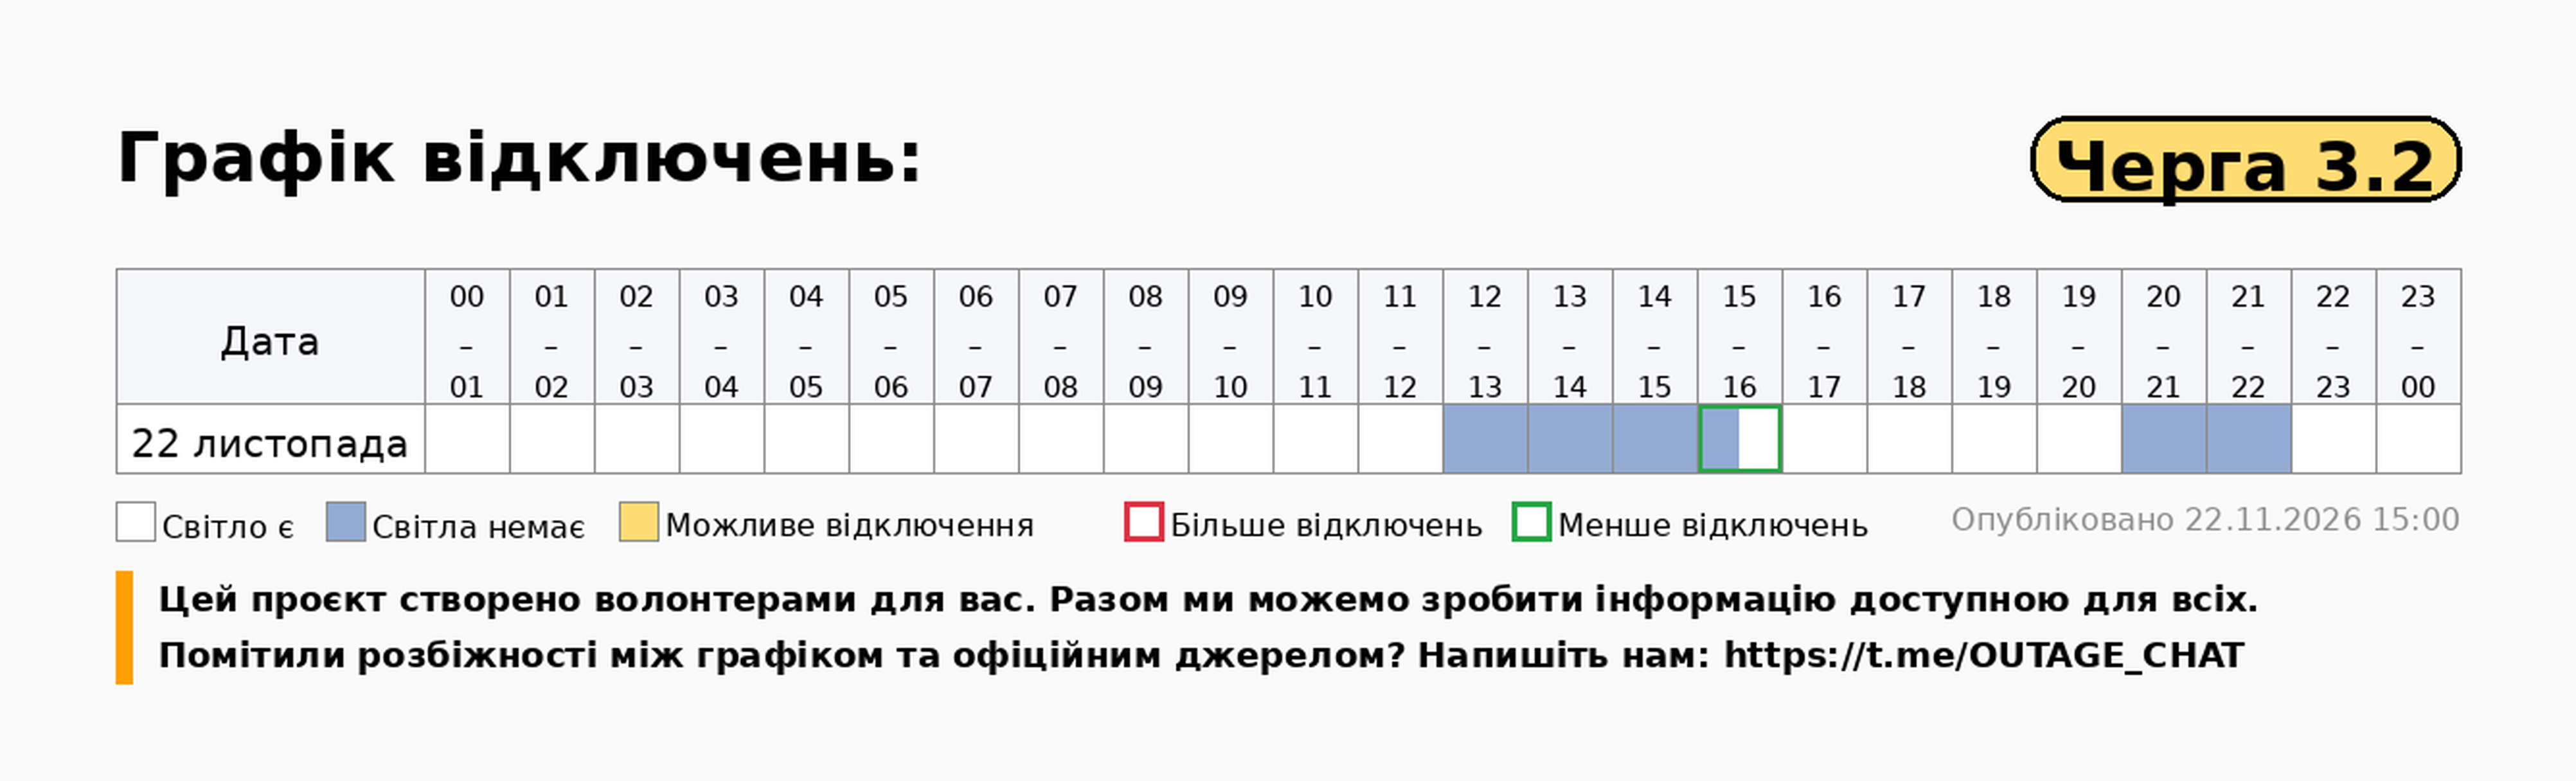 Графік відключень:
Черга 3.2
Дата 00 – 01 01 – 02 02 – 03 03 – 04 04 – 05 05 – 06 06 – 07 07 – 08 08 – 09 09 – 10 10 – 11 11 – 12 12 – 13 13 – 14 14 – 15 15 – 16 16 – 17 17 – 18 18 – 19 19 – 20 20 – 21 21 – 22 22 – 23 23 – 00
22 листопада
Світло є Світла немає Можливе відключення Більше відключень Менше відключень Опубліковано 22.11.2026 15:00
Цей проєкт створено волонтерами для вас. Разом ми можемо зробити інформацію доступною для всіх.
Помітили розбіжності між графіком та офіційним джерелом? Напишіть нам: https://t.me/OUTAGE_CHAT